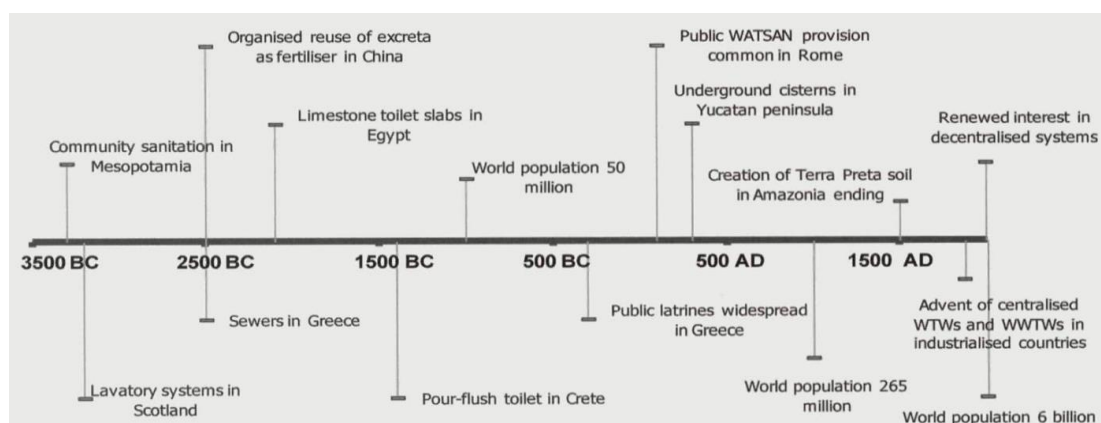 Organised reuse of excreta
as fertiliser in China
Public WATSAN provision
common in Rome
Limestone toilet slabs in
Egypt
Underground cisterns in
Yucatan peninsula
Renewed interest in
decentralised systems
Community sanitation in
Mesopotamia
World population 50
million
Creation of Terra Preta soil
in Amazonia ending
3500 BC
2500 BC
1500 BC
500 BC
500 AD
1500 AD
Sewers in Greece
Public latrines widespread
in Greece
Advent of centralised
WTWs and WWTWs in
industrialised countries
Lavatory systems in
Scotland
Pour-flush toilet in Crete
World population 265
million
World population 6 billion